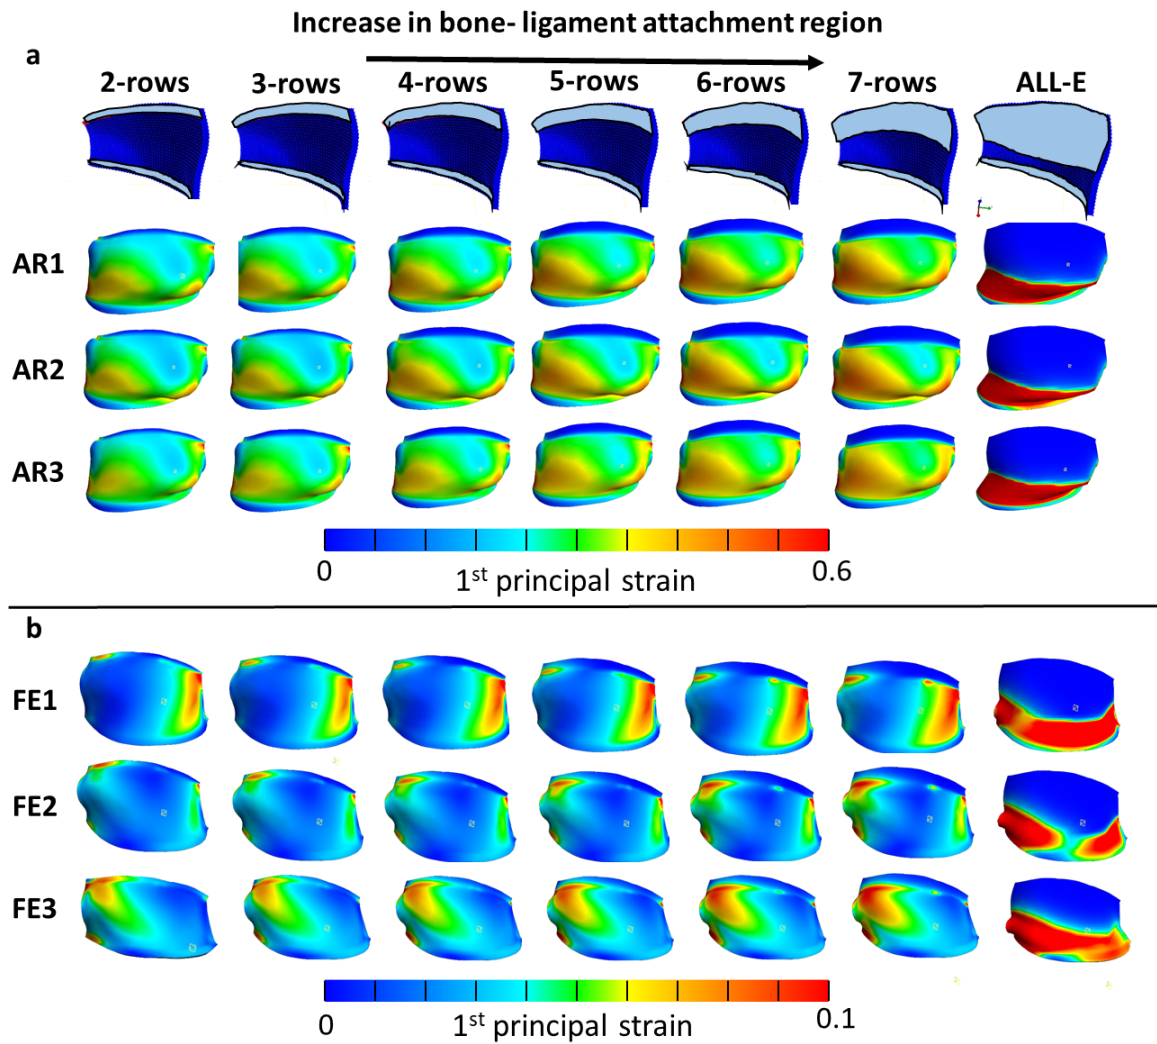 Increase in bone- ligament attachment region
a
2-rows 3-rows 4-rows 5-rows 6-rows 7-rows ALL-E
AR1
AR2
AR3
0 1st principal strain 0.6
b
FE1
FE2
FE3
0 1st principal strain 0.1